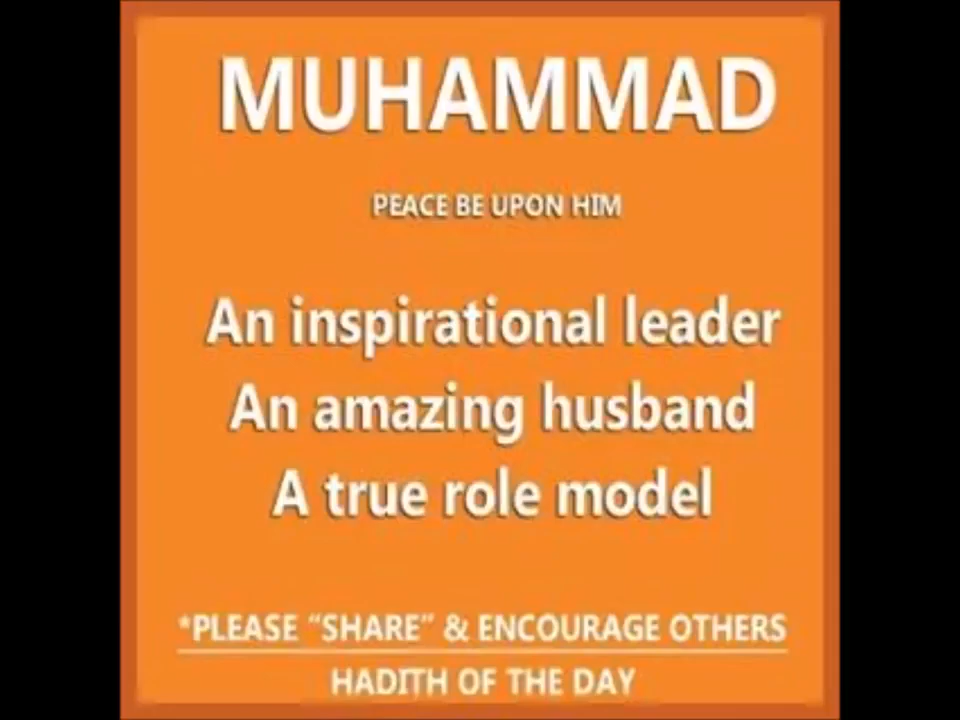 MUHAMMAD
PEACE BE UPON HIM
An inspirational leader
An amazing husband
A true role model
*PLEASE “SHARE” & ENCOURAGE OTHERS
HADITH OF THE DAY